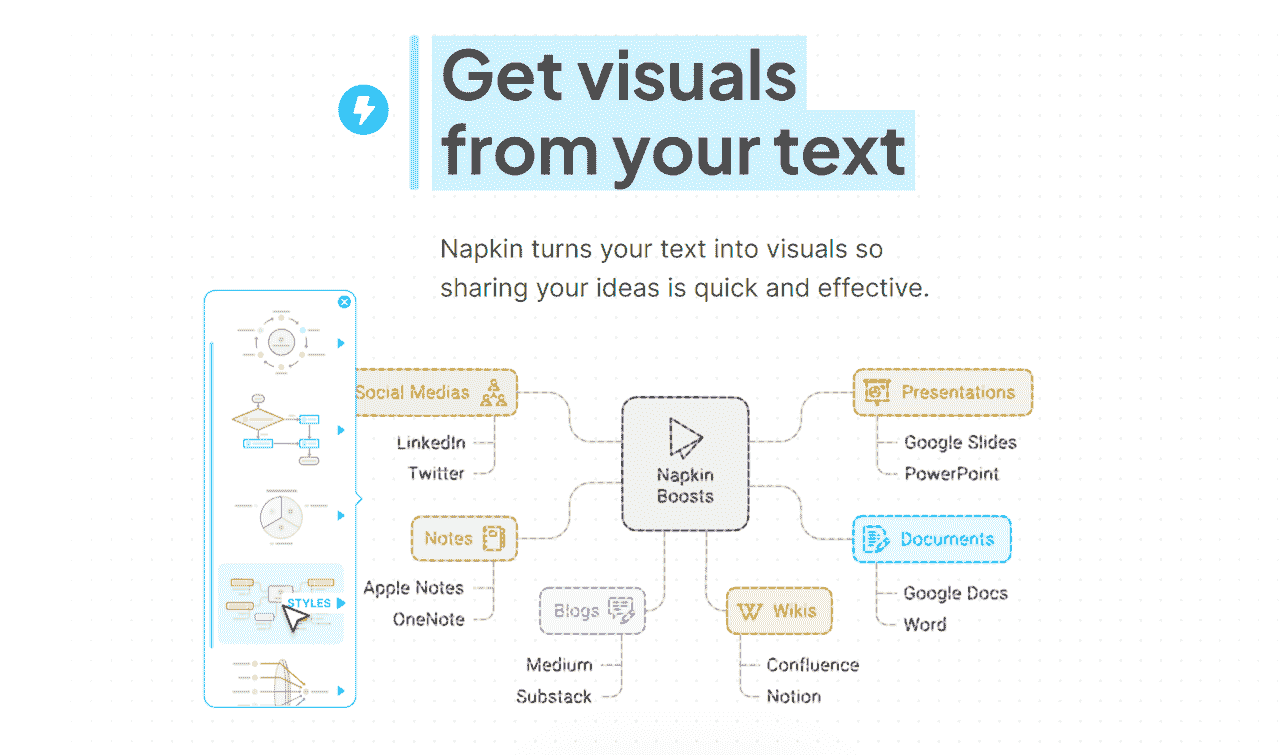 Get visuals
from your text
Napkin turns your text into visuals so
sharing your ideas is quick and effective.
STYLES
Social Medias
LinkedIn
Twitter
Notes
Apple Notes
OneNote
Napkin
Boosts
Blogs
Medium
Substack
Wikis
Confluence
Notion
Presentations
Google Slides
PowerPoint
Documents
Google Docs
Word